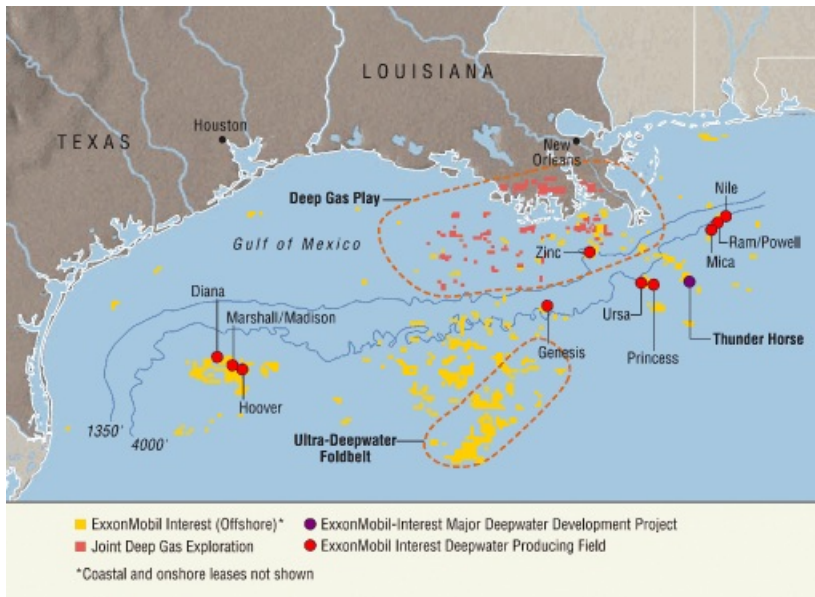 LOUISIANA
TEXAS
Houston
New
Orleans
Deep Gas Play
Nile
Gulf of Mexico
Zinc
Ram/Powell
Mica
Diana
Marshall/Madison
Ursa
Genesis
Princess
Thunder Horse
Hoover
1350'
4000'
Ultra-Deepwater
Foldbelt
ExxonMobil Interest (Offshore)*
ExxonMobil-Interest Major Deepwater Development Project
Joint Deep Gas Exploration
ExxonMobil Interest Deepwater Producing Field
*Coastal and onshore leases not shown